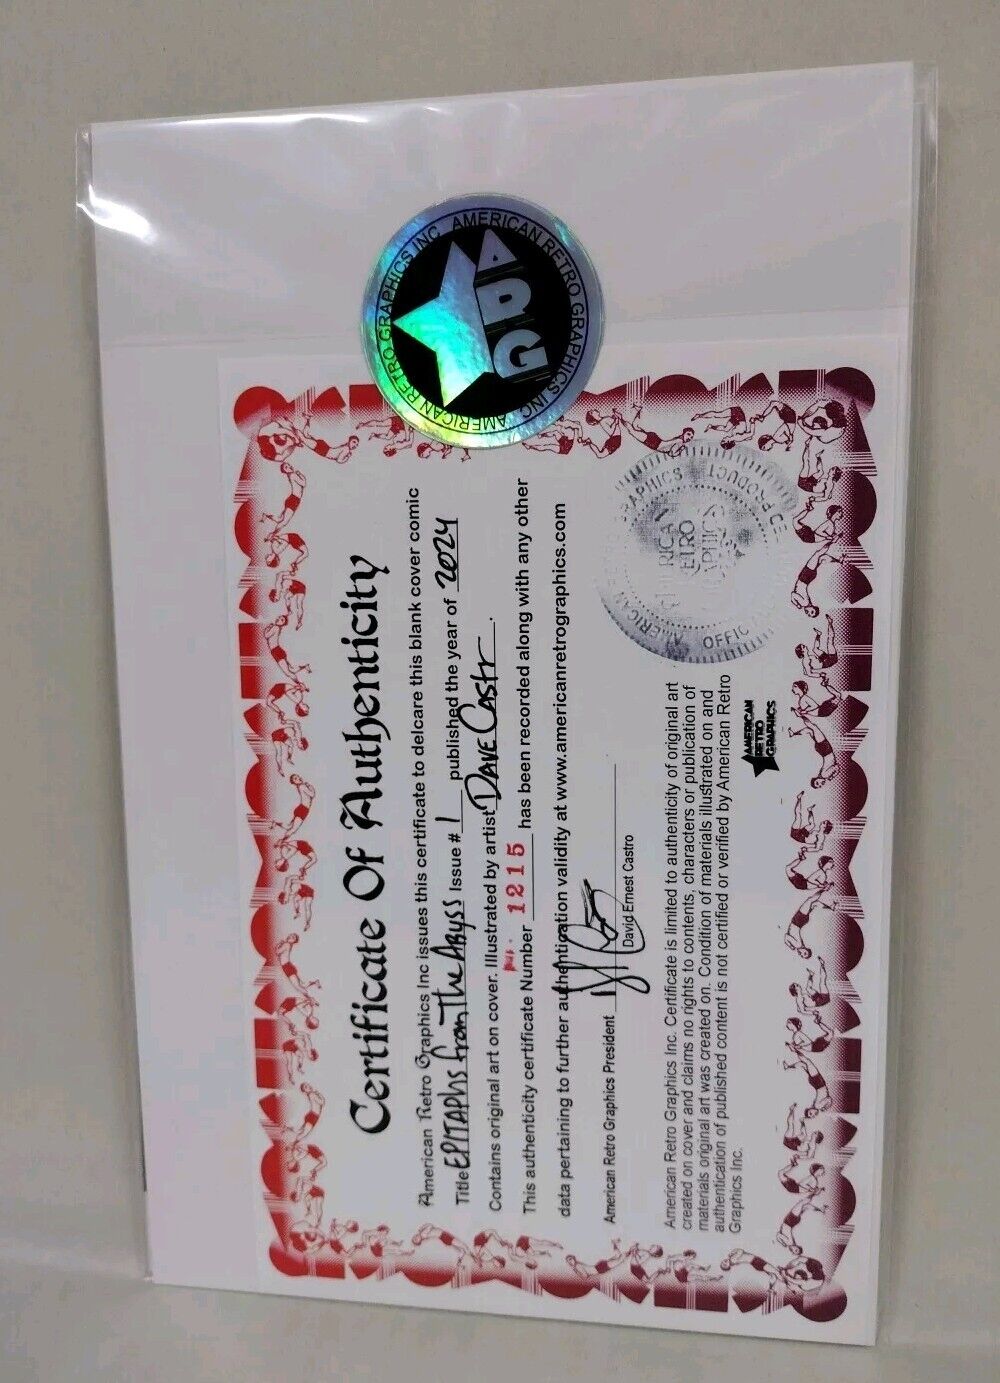 AMERICAN RETRO GRAPHICS INC AMERICAN RETRO GRAPHICS INC
ARG
Certificate Of Authenticity
American Retro Graphics Inc issues this certificate to delcare this blank cover comic
Title EPITAPHS from The Abyss Issue # 1 published the year of 2024
Contains original art on cover. Illustrated by artist DAVE Castr.
This authenticity certificate Number 1215 has been recorded along with any other
data pertaining to further authentication validity at www.americanretrographics.com
American Retro Graphics President
David Ernest Castro
American Retro Graphics Inc. Certificate is limited to authenticity of original art
created on cover and claims no rights to contents, characters or publication of
materials original art was created on. Condition of materials illustrated on and
authentication of published content is not certified or verified by American Retro
Graphics Inc.
AMERICAN
RETRO
GRAPHICS